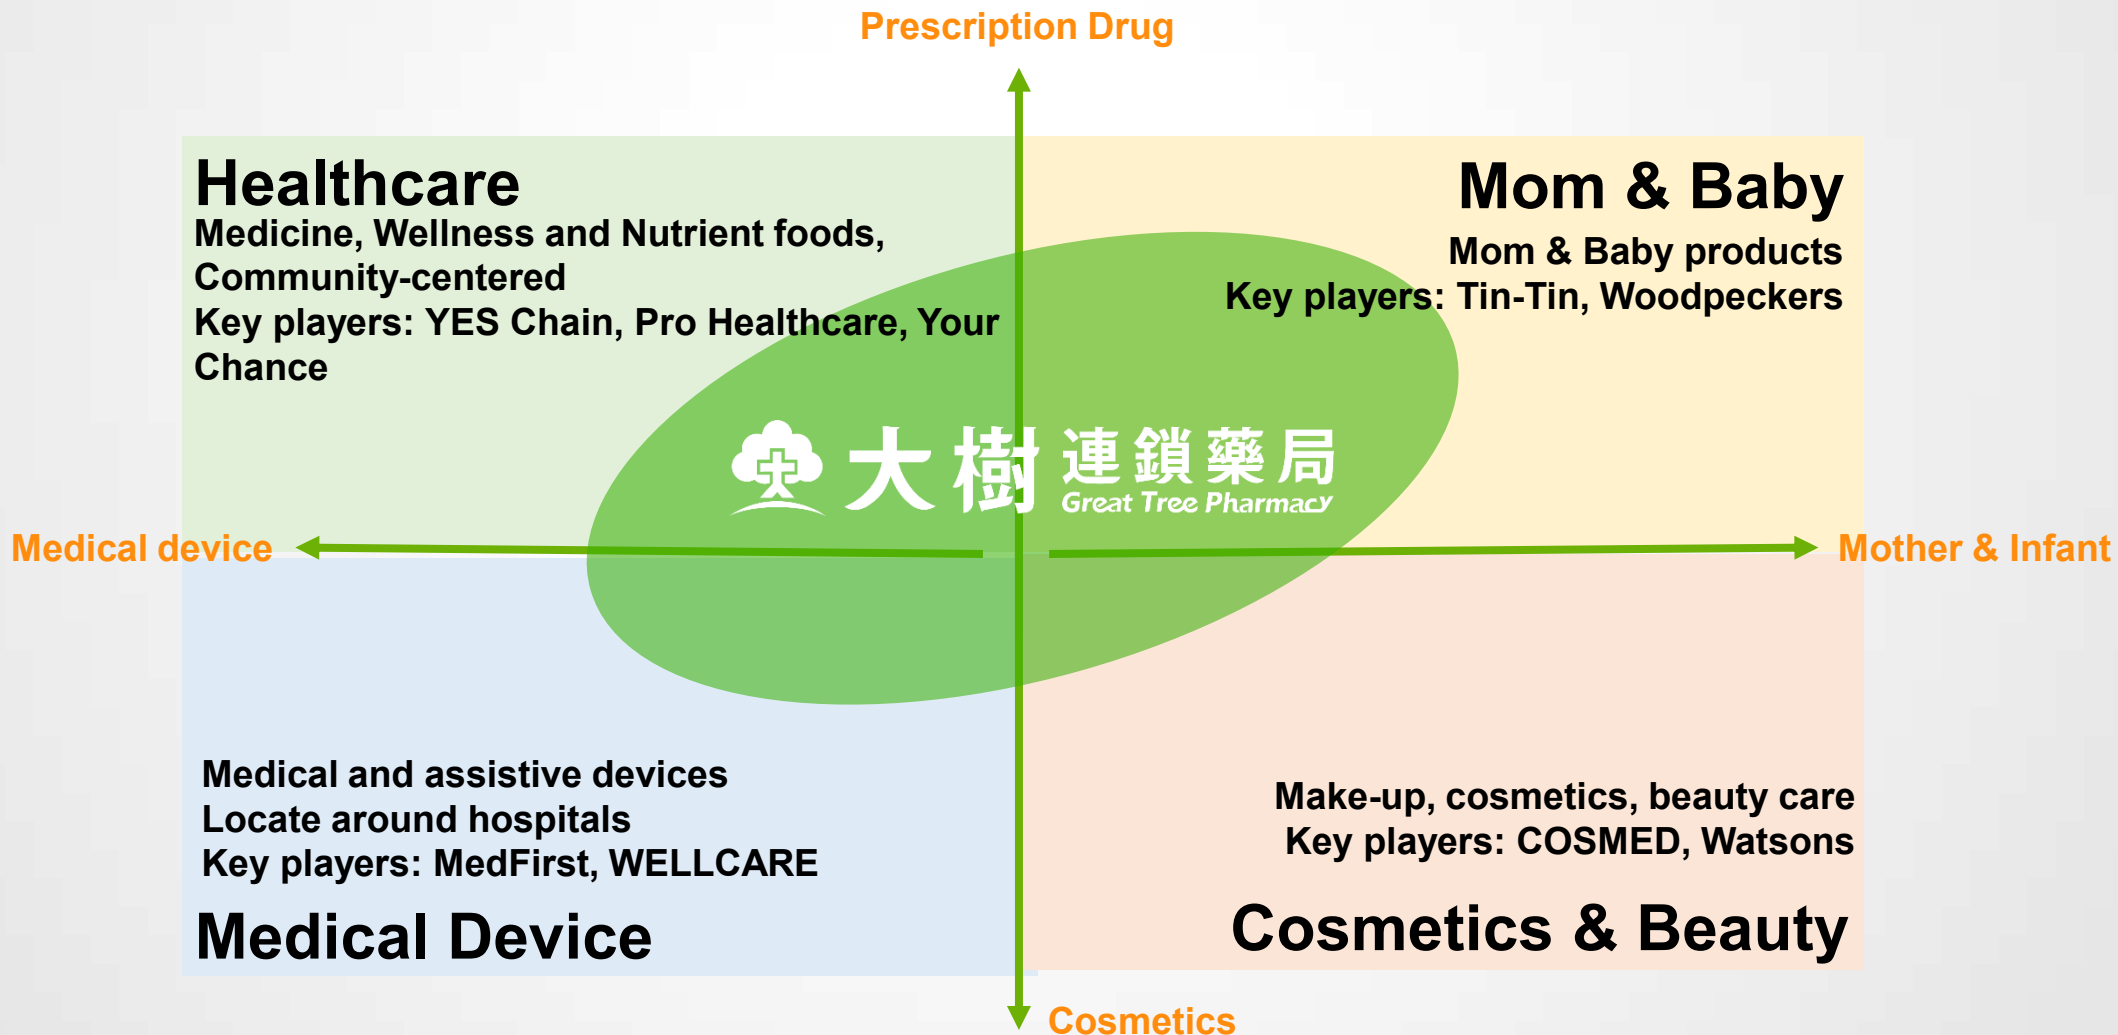 Prescription Drug
Healthcare
Medicine, Wellness and Nutrient foods,
Community-centered
Key players: YES Chain, Pro Healthcare, Your
Chance
Mom & Baby
Mom & Baby products
Key players: Tin-Tin, Woodpeckers
大樹連鎖藥局
Great Tree Pharmacy
Medical device
Mother & Infant
Medical and assistive devices
Locate around hospitals
Key players: MedFirst, WELLCARE
Medical Device
Make-up, cosmetics, beauty care
Key players: COSMED, Watsons
Cosmetics & Beauty
Cosmetics